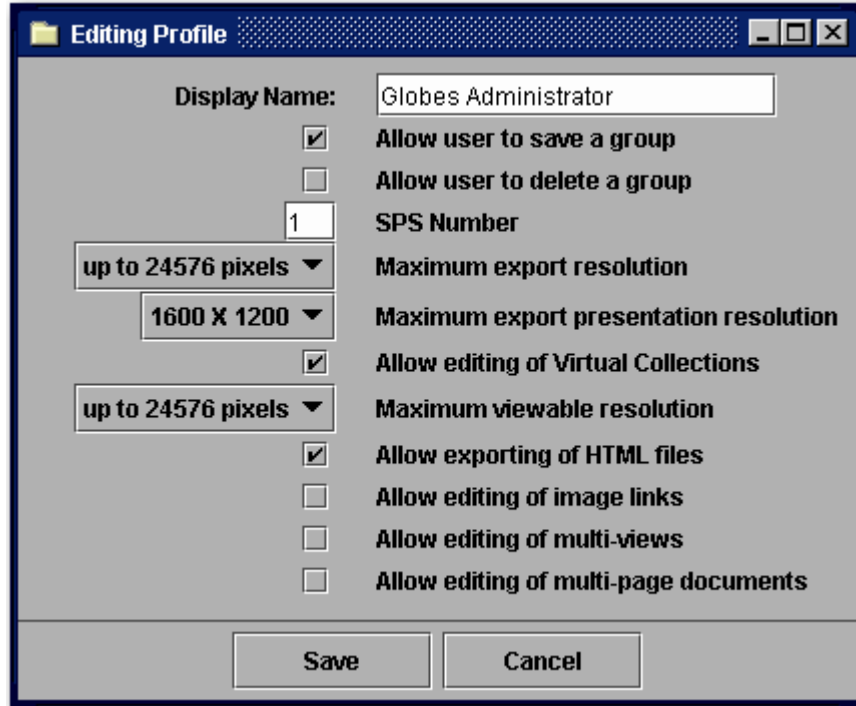 Editing Profile
Display Name: Globes Administrator
Allow user to save a group
Allow user to delete a group
1 SPS Number
up to 24576 pixels Maximum export resolution
1600 X 1200 Maximum export presentation resolution
Allow editing of Virtual Collections
up to 24576 pixels Maximum viewable resolution
Allow exporting of HTML files
Allow editing of image links
Allow editing of multi-views
Allow editing of multi-page documents
Save Cancel